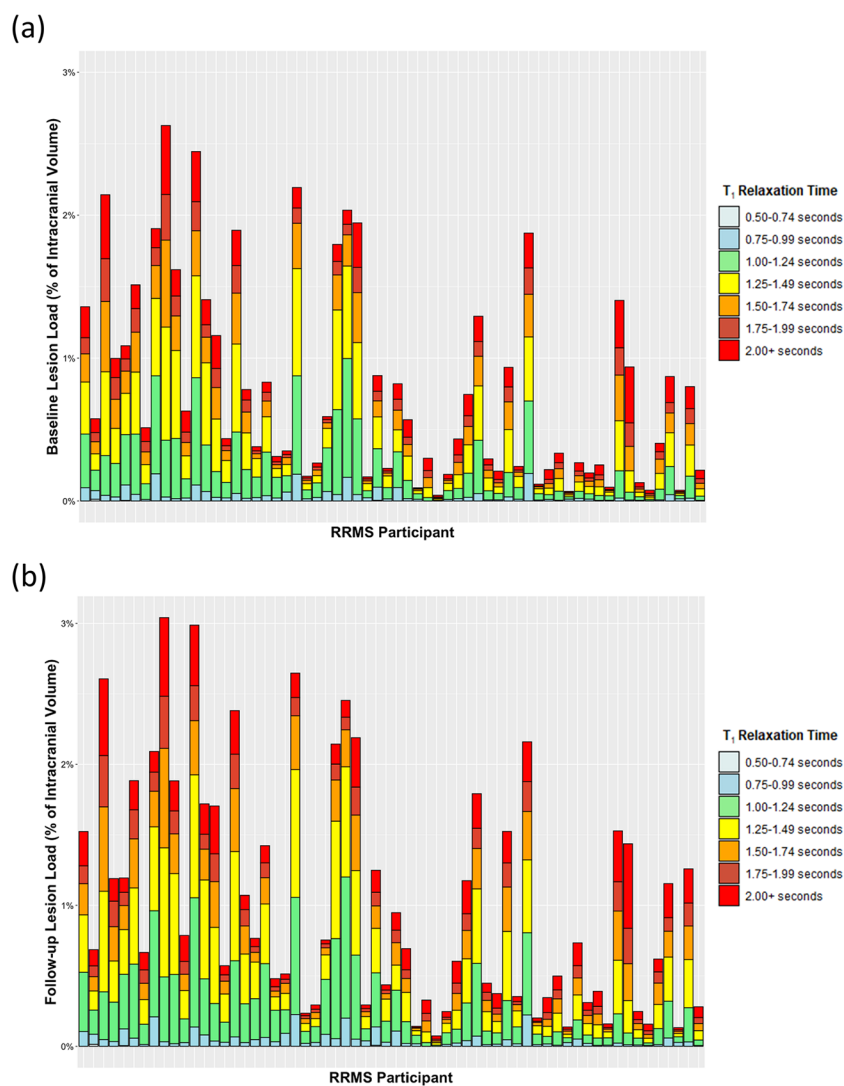 (a)
Baseline Lesion Load (% of Intracranial Volume)
3%
2%
1%
0%
RRMS Participant
T₁ Relaxation Time
0.50-0.74 seconds
0.75-0.99 seconds
1.00-1.24 seconds
1.25-1.49 seconds
1.50-1.74 seconds
1.75-1.99 seconds
2.00+ seconds
(b)
Follow-up Lesion Load (% of Intracranial Volume)
3%
2%
1%
0%
RRMS Participant
T₁ Relaxation Time
0.50-0.74 seconds
0.75-0.99 seconds
1.00-1.24 seconds
1.25-1.49 seconds
1.50-1.74 seconds
1.75-1.99 seconds
2.00+ seconds